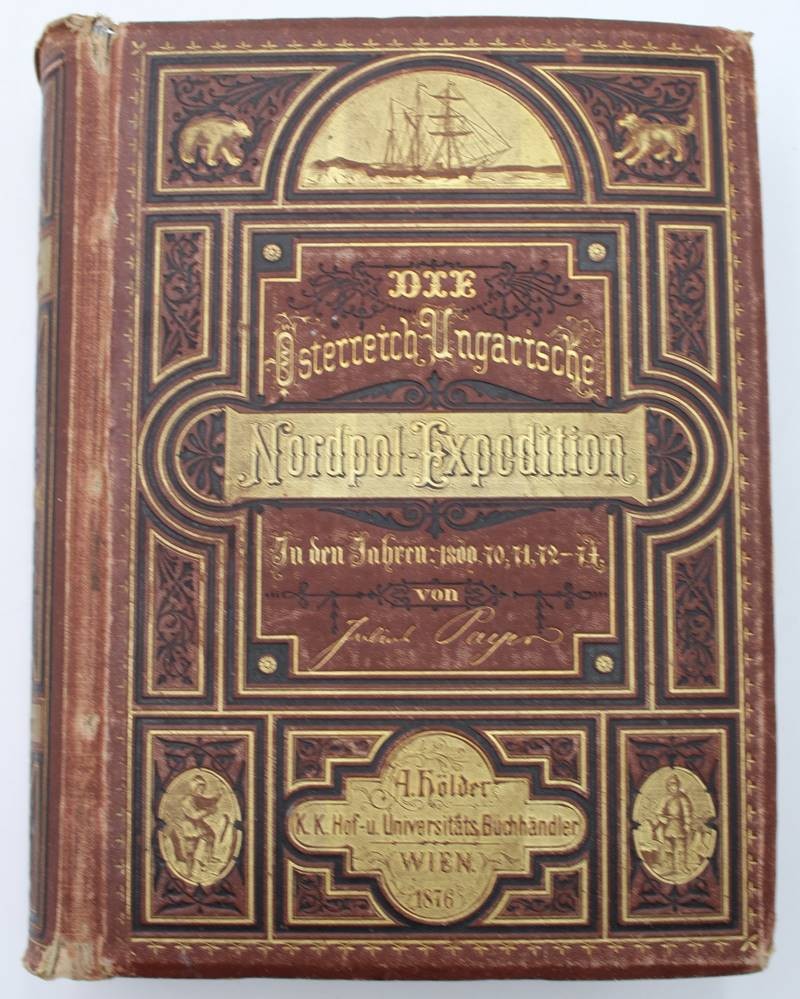 DIE
Österreich-Ungarische
Nordpol-Expedition
In den Jahren: 1869, 70, 71, 72–74,
von
Julius Payer
A. Hölder
K. K. Hof- u. Universitäts Buchhändler
WIEN.
1876